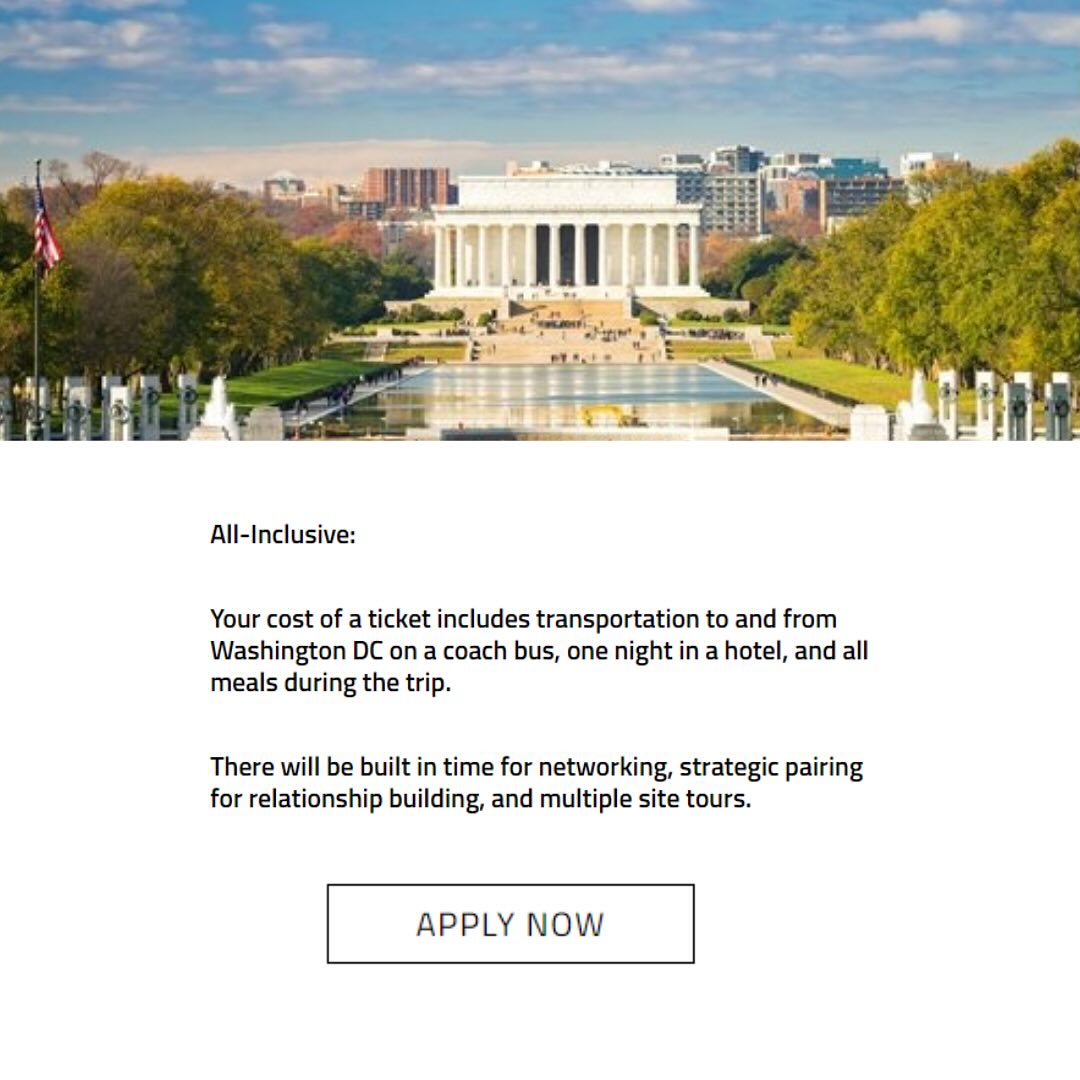 All-Inclusive:
Your cost of a ticket includes transportation to and from
Washington DC on a coach bus, one night in a hotel, and all
meals during the trip.
There will be built in time for networking, strategic pairing
for relationship building, and multiple site tours.
APPLY NOW